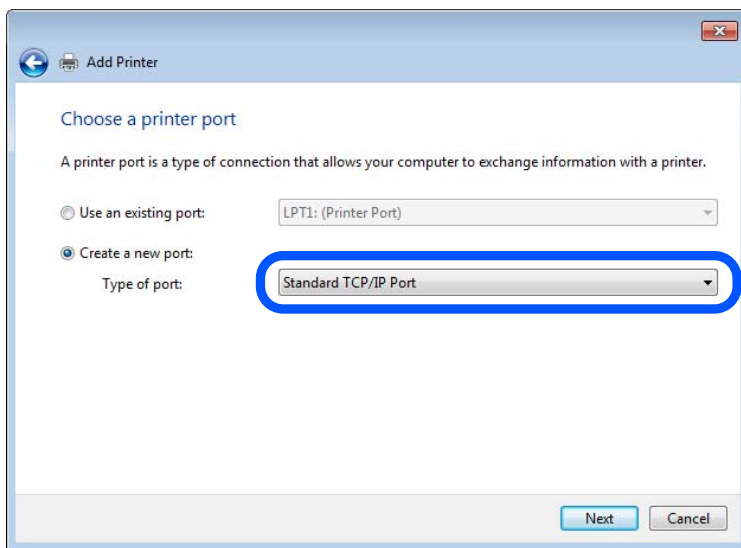 Add Printer
Choose a printer port
A printer port is a type of connection that allows your computer to exchange information with a printer.
Use an existing port: LPT1: (Printer Port)
Create a new port:
Type of port: Standard TCP/IP Port
Next Cancel